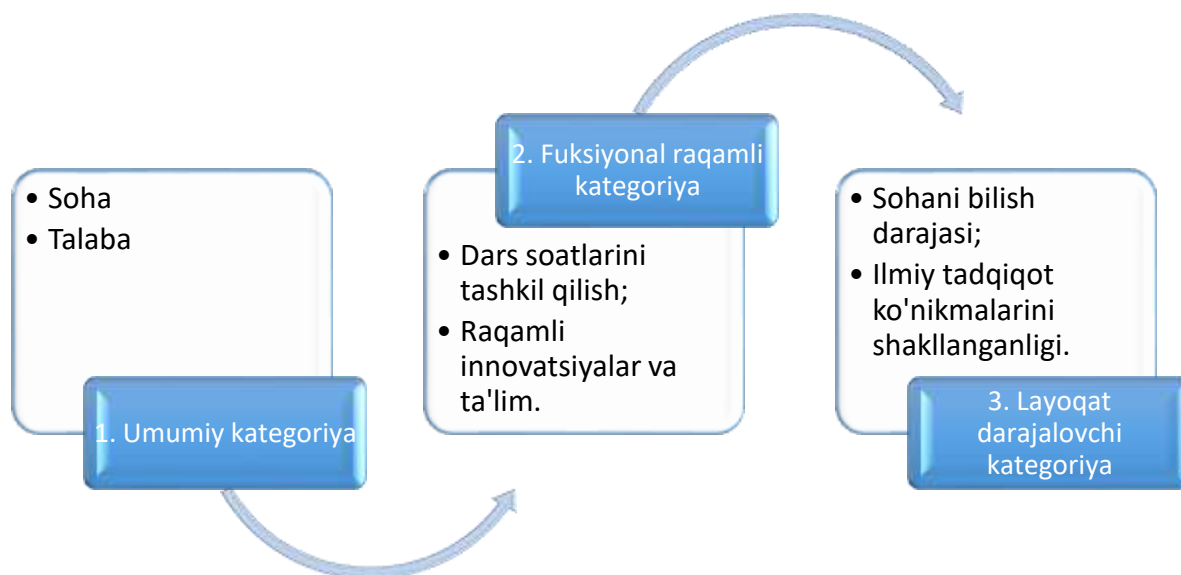 • Soha
• Talaba
1. Umumiy kategoriya
2. Fuksiyonal raqamli
kategoriya
• Dars soatlarini
tashkil qilish;
• Raqamli
innovatsiyalar va
ta'lim.
• Sohani bilish
darajasi;
• Ilmiy tadqiqot
ko'nikmalarini
shakllanganligi.
3. Layoqat
darajalovchi
kategoriya